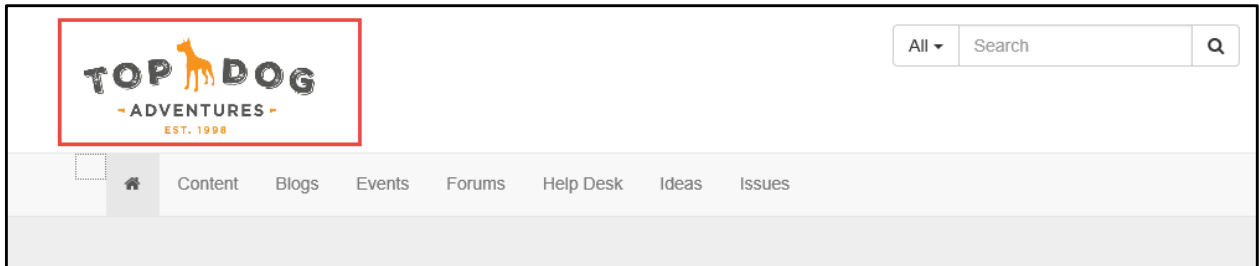 TOP DOG
ADVENTURES
EST. 1998
All Search
Content Blogs Events Forums Help Desk Ideas Issues